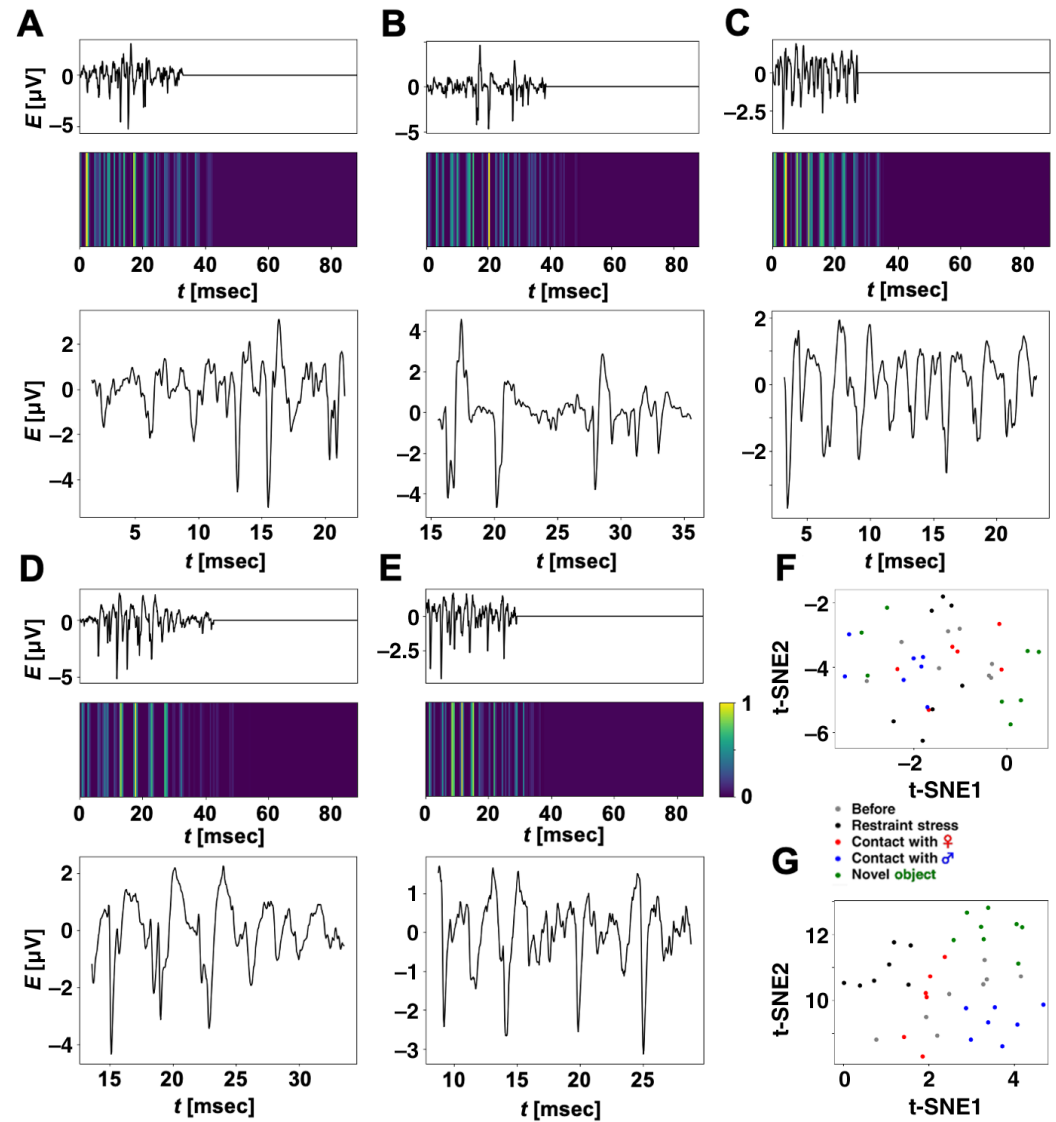 A
B
C
0
−5
E [µV]
0
−5
0
−2.5
0 20 40 60 80
t [msec]
0 20 40 60 80
t [msec]
0 20 40 60 80
t [msec]
2
0
−2
−4
E [µV]
5 10 15 20
t [msec]
4
2
0
−2
−4
15 20 25 30 35
t [msec]
2
0
−2
5 10 15 20
t [msec]
D
E
F
0
−5
E [µV]
0
−2.5
−2
−4
−6
t-SNE2
−2 0
t-SNE1
1
0
0 20 40 60 80
t [msec]
0 20 40 60 80
t [msec]
Before
Restraint stress
Contact with ♀
Contact with ♂
Novel object
G
2
0
−2
−4
E [µV]
15 20 25 30
t [msec]
1
0
−1
−2
−3
10 15 20 25
t [msec]
12
10
t-SNE2
0 2 4
t-SNE1